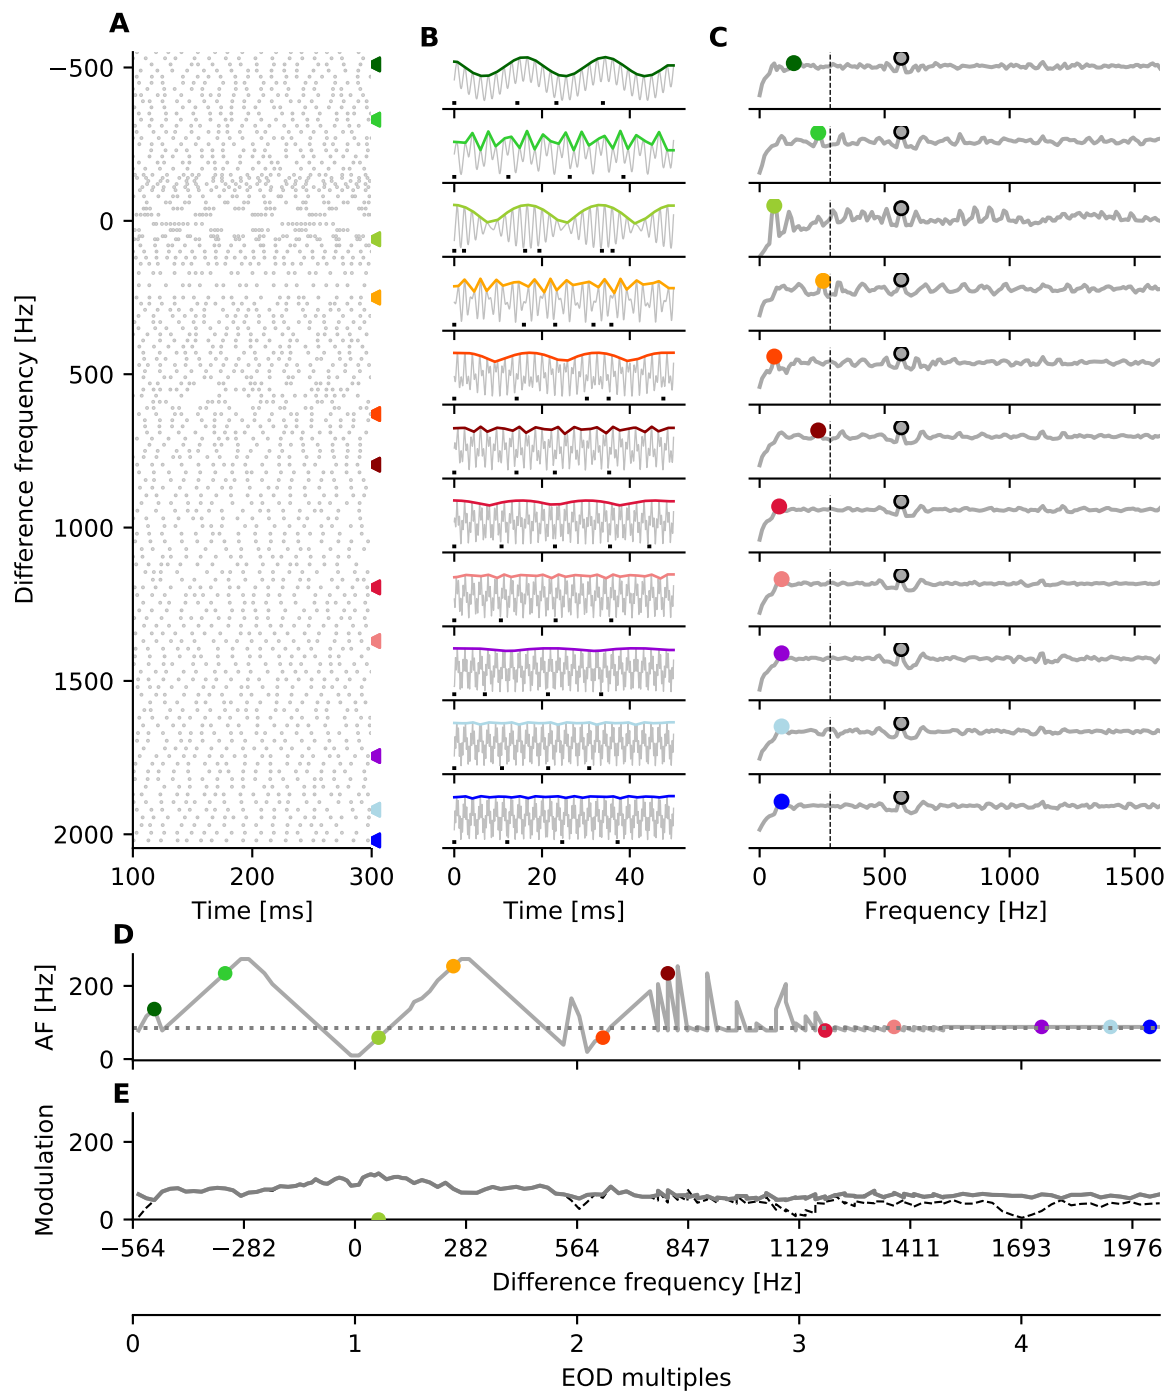 A
B
C
−500
0
500
1000
1500
2000
Difference frequency [Hz]
100
200
300
Time [ms]
0
20
40
Time [ms]
0
500
1000
1500
Frequency [Hz]
D
200
0
AF [Hz]
E
200
0
Modulation
−564
−282
0
282
564
847
1129
1411
1693
1976
Difference frequency [Hz]
0
1
2
3
4
EOD multiples